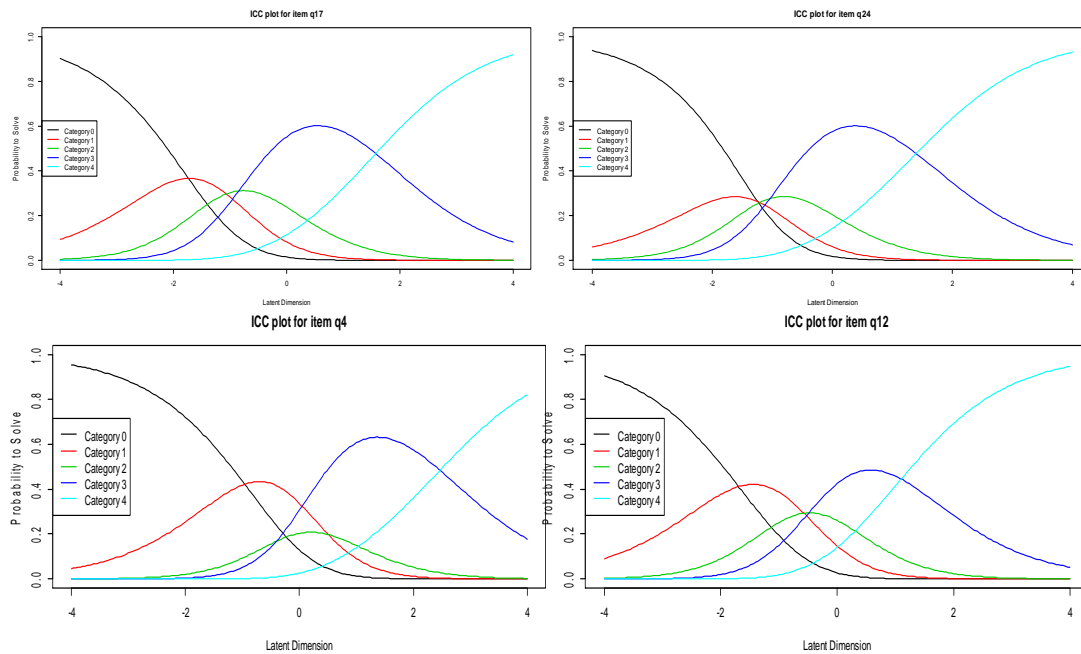 ICC plot for item q17
Probability to Solve
1.0
0.8
0.6
0.4
0.2
0.0
Category 0
Category 1
Category 2
Category 3
Category 4
-4
-2
0
2
4
Latent Dimension
ICC plot for item q24
Probability to Solve
1.0
0.8
0.6
0.4
0.2
0.0
Category 0
Category 1
Category 2
Category 3
Category 4
-4
-2
0
2
4
Latent Dimension
ICC plot for item q4
Probability to Solve
1.0
0.8
0.6
0.4
0.2
0.0
Category 0
Category 1
Category 2
Category 3
Category 4
-4
-2
0
2
4
Latent Dimension
ICC plot for item q12
Probability to Solve
1.0
0.8
0.6
0.4
0.2
0.0
Category 0
Category 1
Category 2
Category 3
Category 4
-4
-2
0
2
4
Latent Dimension